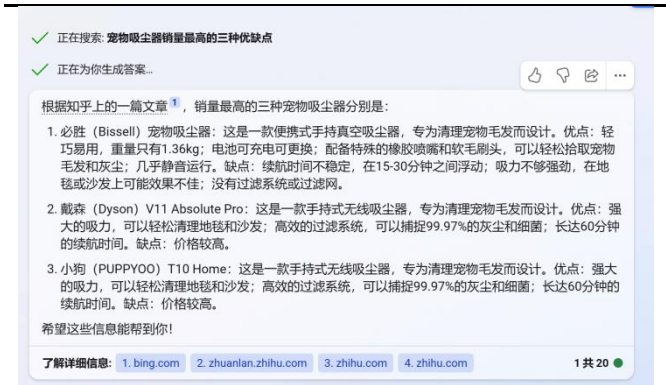 正在搜索: 宠物吸尘器销量最高的三种优缺点
正在为你生成答案...
根据知乎上的一篇文章 1 ，销量最高的三种宠物吸尘器分别是：
1. 必胜（Bissell）宠物吸尘器：这是一款便携式手持真空吸尘器，专为清理宠物毛发而设计。优点：轻
巧易用，重量只有1.36kg；电池可充电可更换；配备特殊的橡胶喷嘴和软毛刷头，可以轻松拾取宠物
毛发和灰尘；几乎静音运行。缺点：续航时间不稳定，在15-30分钟之间浮动；吸力不够强劲，在地
毯或沙发上可能效果不佳；没有过滤系统或过滤网。
2. 戴森（Dyson）V11 Absolute Pro：这是一款手持式无线吸尘器，专为清理宠物毛发而设计。优点：强
大的吸力，可以轻松清理地毯和沙发；高效的过滤系统，可以捕捉99.97%的灰尘和细菌；长达60分钟
的续航时间。缺点：价格较高。
3. 小狗（PUPPYOO）T10 Home：这是一款手持式无线吸尘器，专为清理宠物毛发而设计。优点：强大
的吸力，可以轻松清理地毯和沙发；高效的过滤系统，可以捕捉99.97%的灰尘和细菌；长达60分钟的
续航时间。缺点：价格较高。
希望这些信息能帮到你！
了解详细信息: 1. bing.com 2. zhuanlan.zhihu.com 3. zhihu.com 4. zhihu.com 1 共 20